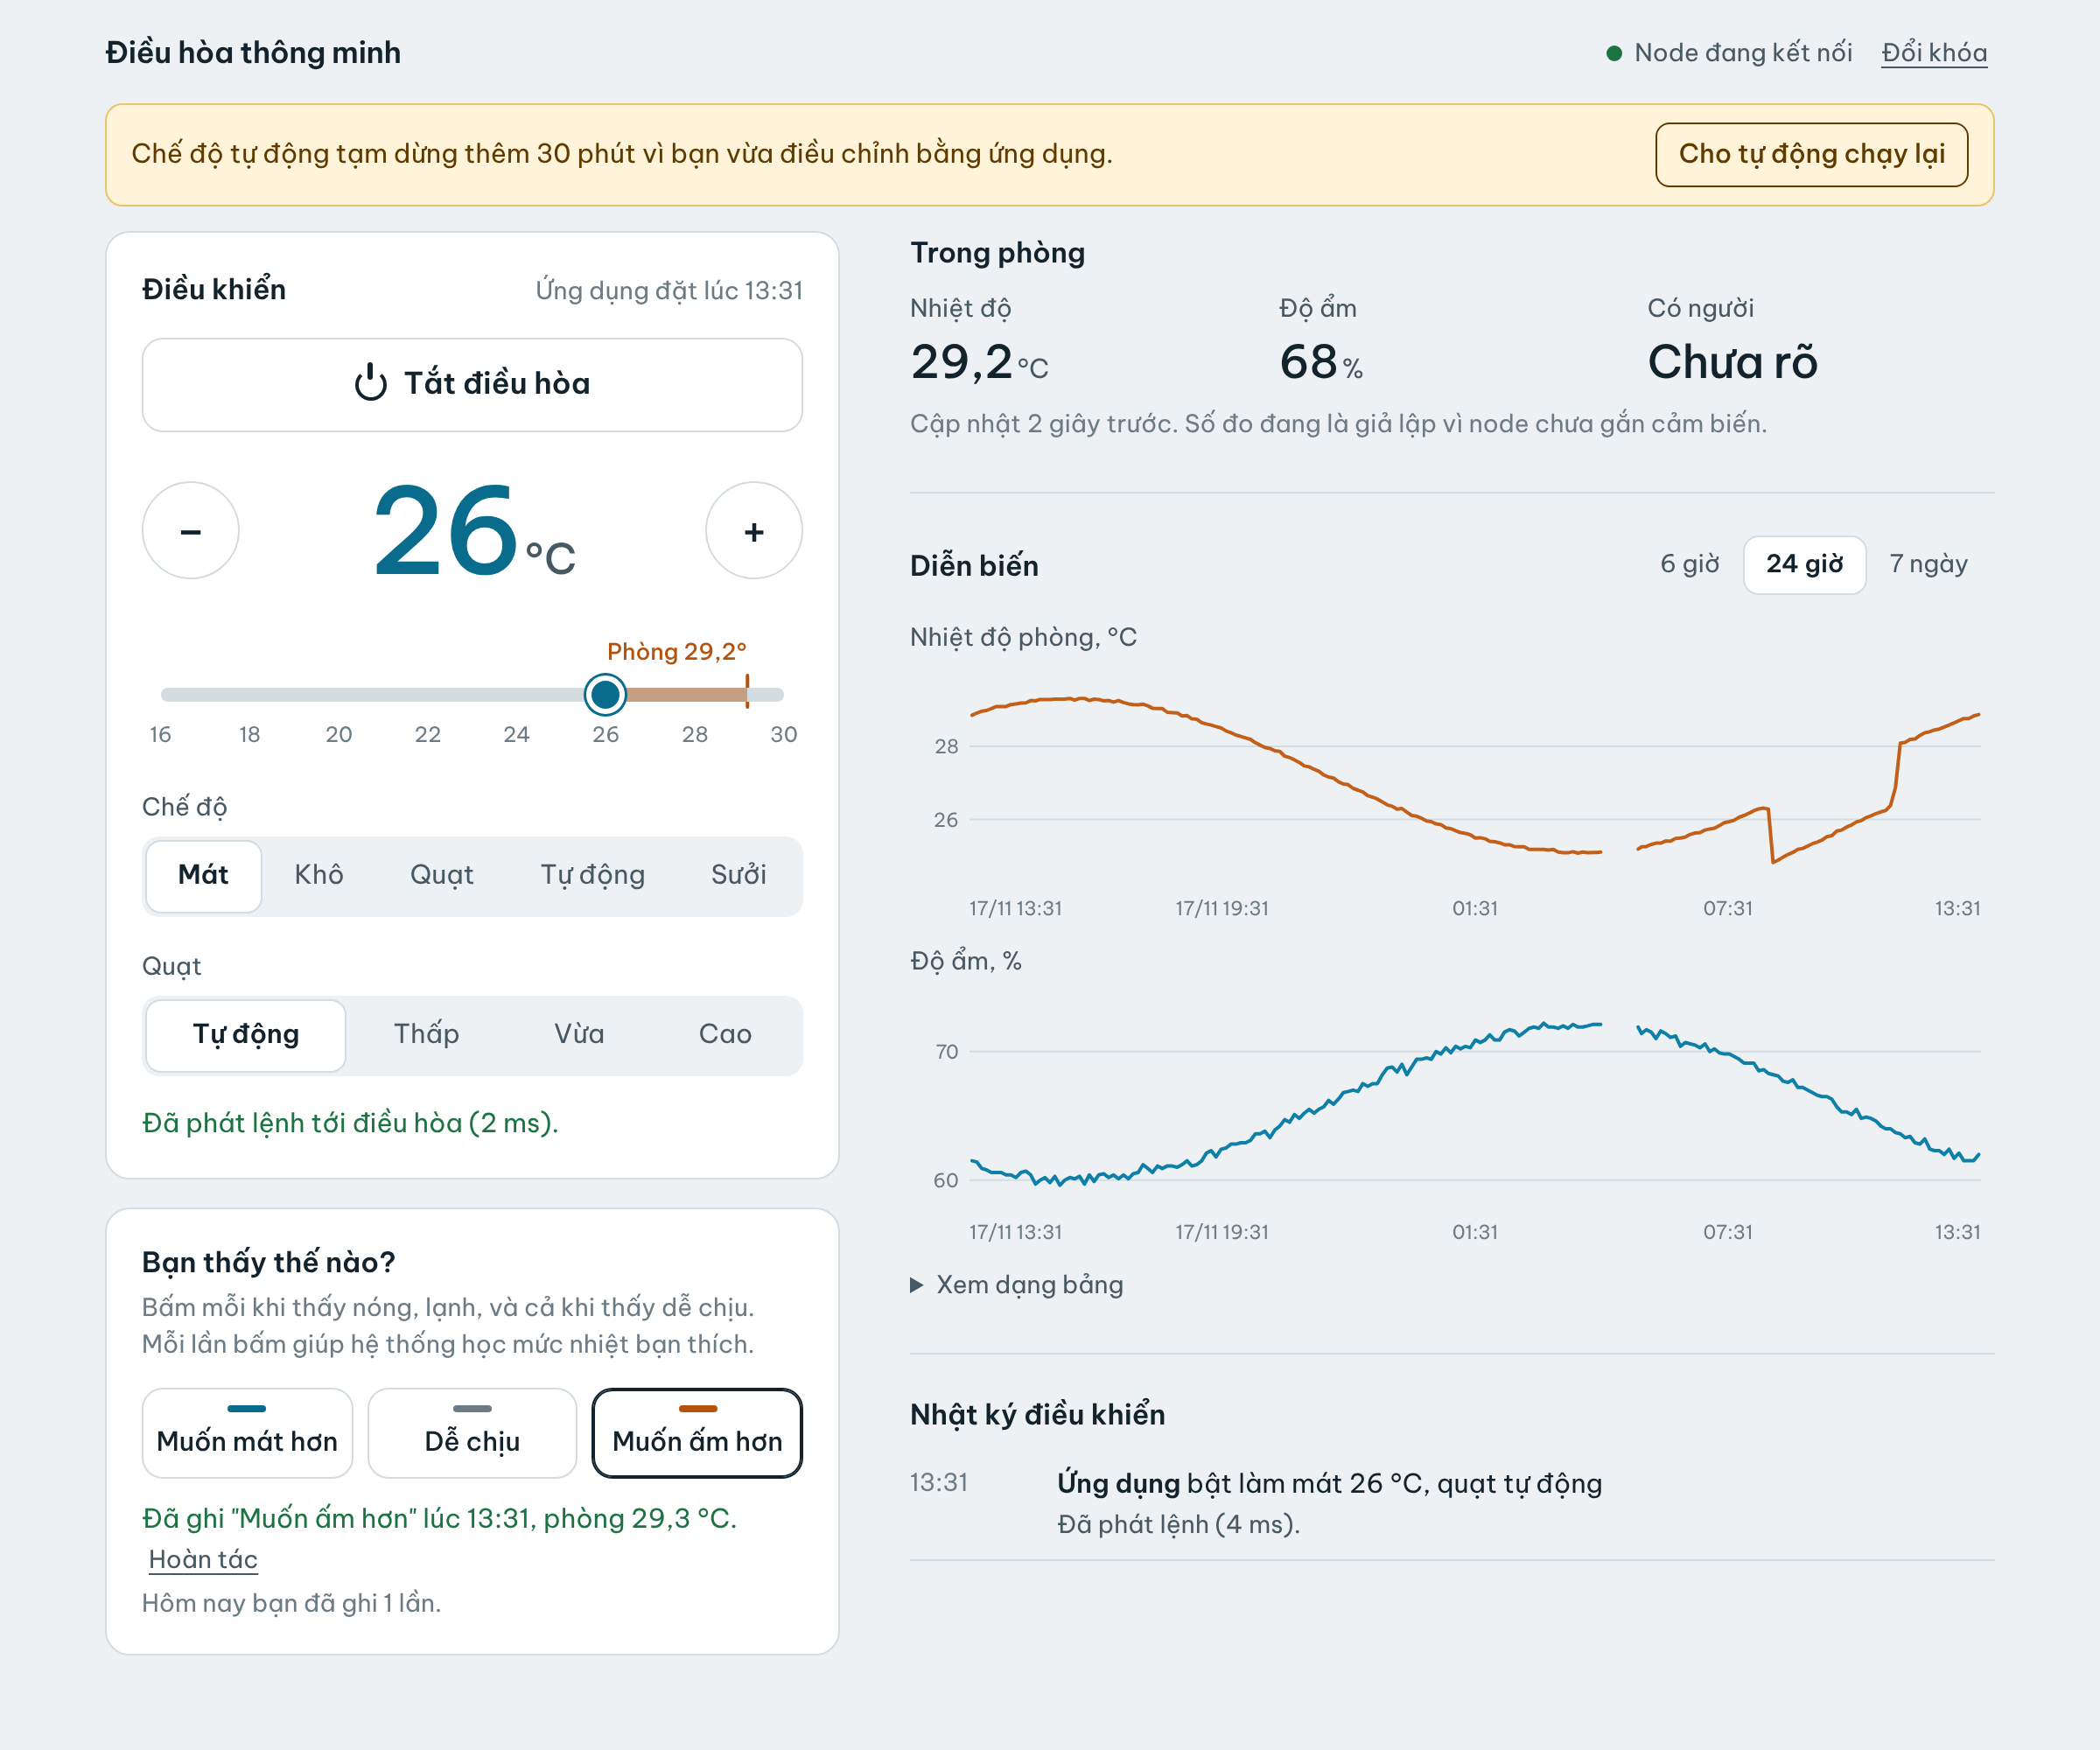 Điều hòa thông minh
Node đang kết nối
Đổi khóa
Chế độ tự động tạm dừng thêm 30 phút vì bạn vừa điều chỉnh bằng ứng dụng.
Cho tự động chạy lại
Điều khiển
Ứng dụng đặt lúc 13:31
Tắt điều hòa
−
26 °C
+
Phòng 29,2°
16 18 20 22 24 26 28 30
Chế độ
Mát Khô Quạt Tự động Sưởi
Quạt
Tự động Thấp Vừa Cao
Đã phát lệnh tới điều hòa (2 ms).
Bạn thấy thế nào?
Bấm mỗi khi thấy nóng, lạnh, và cả khi thấy dễ chịu.
Mỗi lần bấm giúp hệ thống học mức nhiệt bạn thích.
Muốn mát hơn
Dễ chịu
Muốn ấm hơn
Đã ghi "Muốn ấm hơn" lúc 13:31, phòng 29,3 °C.
Hoàn tác
Hôm nay bạn đã ghi 1 lần.
Trong phòng
Nhiệt độ
29,2 °C
Độ ẩm
68 %
Có người
Chưa rõ
Cập nhật 2 giây trước. Số đo đang là giả lập vì node chưa gắn cảm biến.
Diễn biến
6 giờ 24 giờ 7 ngày
Nhiệt độ phòng, °C
28
26
17/11 13:31 17/11 19:31 01:31 07:31 13:31
Độ ẩm, %
70
60
17/11 13:31 17/11 19:31 01:31 07:31 13:31
Xem dạng bảng
Nhật ký điều khiển
13:31
Ứng dụng bật làm mát 26 °C, quạt tự động
Đã phát lệnh (4 ms).